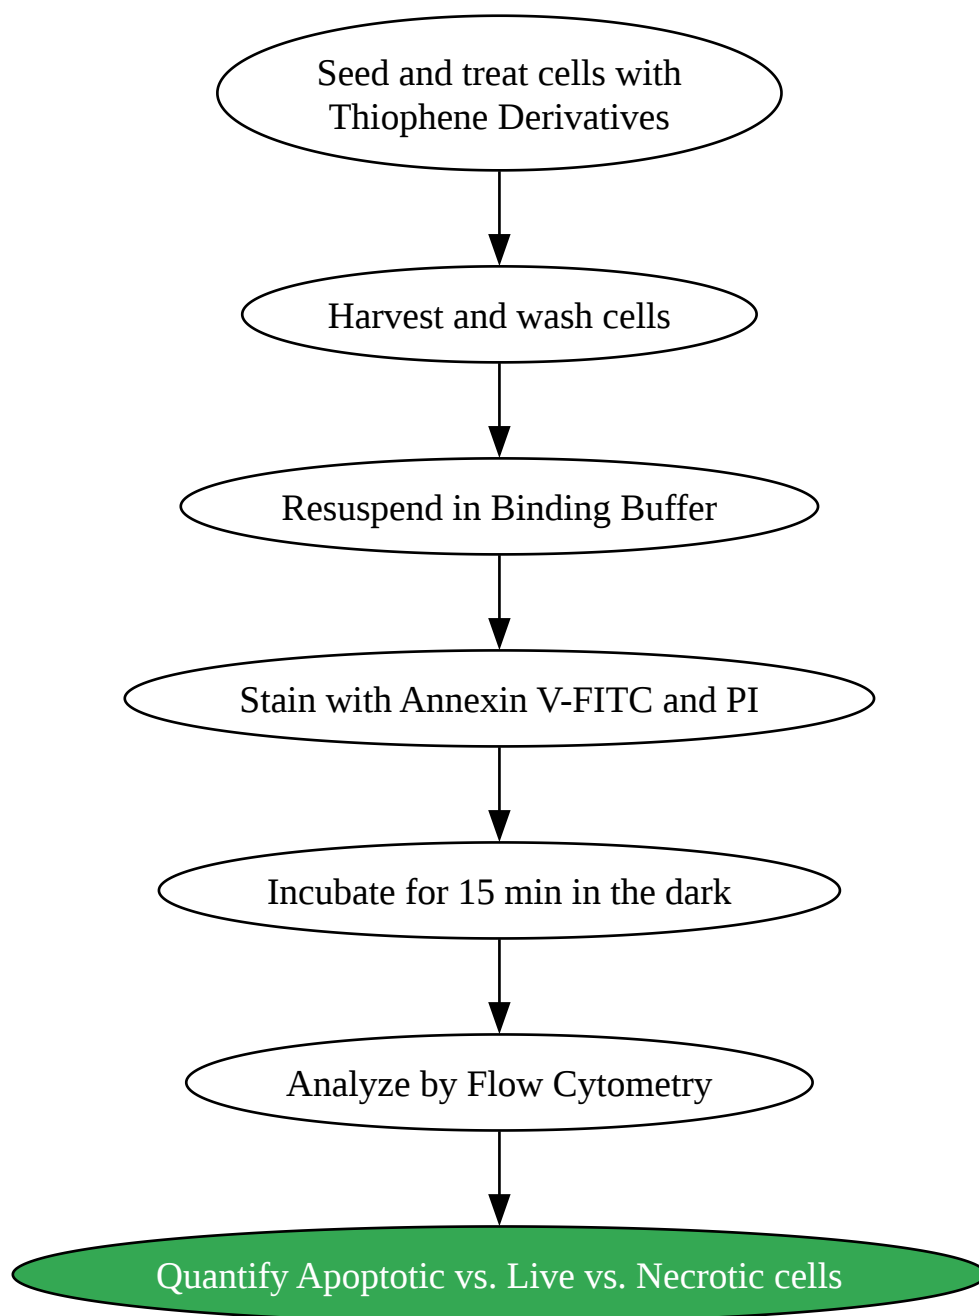 Seed and treat cells with
Thiophene Derivatives
Harvest and wash cells
Resuspend in Binding Buffer
Stain with Annexin V-FITC and PI
Incubate for 15 min in the dark
Analyze by Flow Cytometry
Quantify Apoptotic vs. Live vs. Necrotic cells